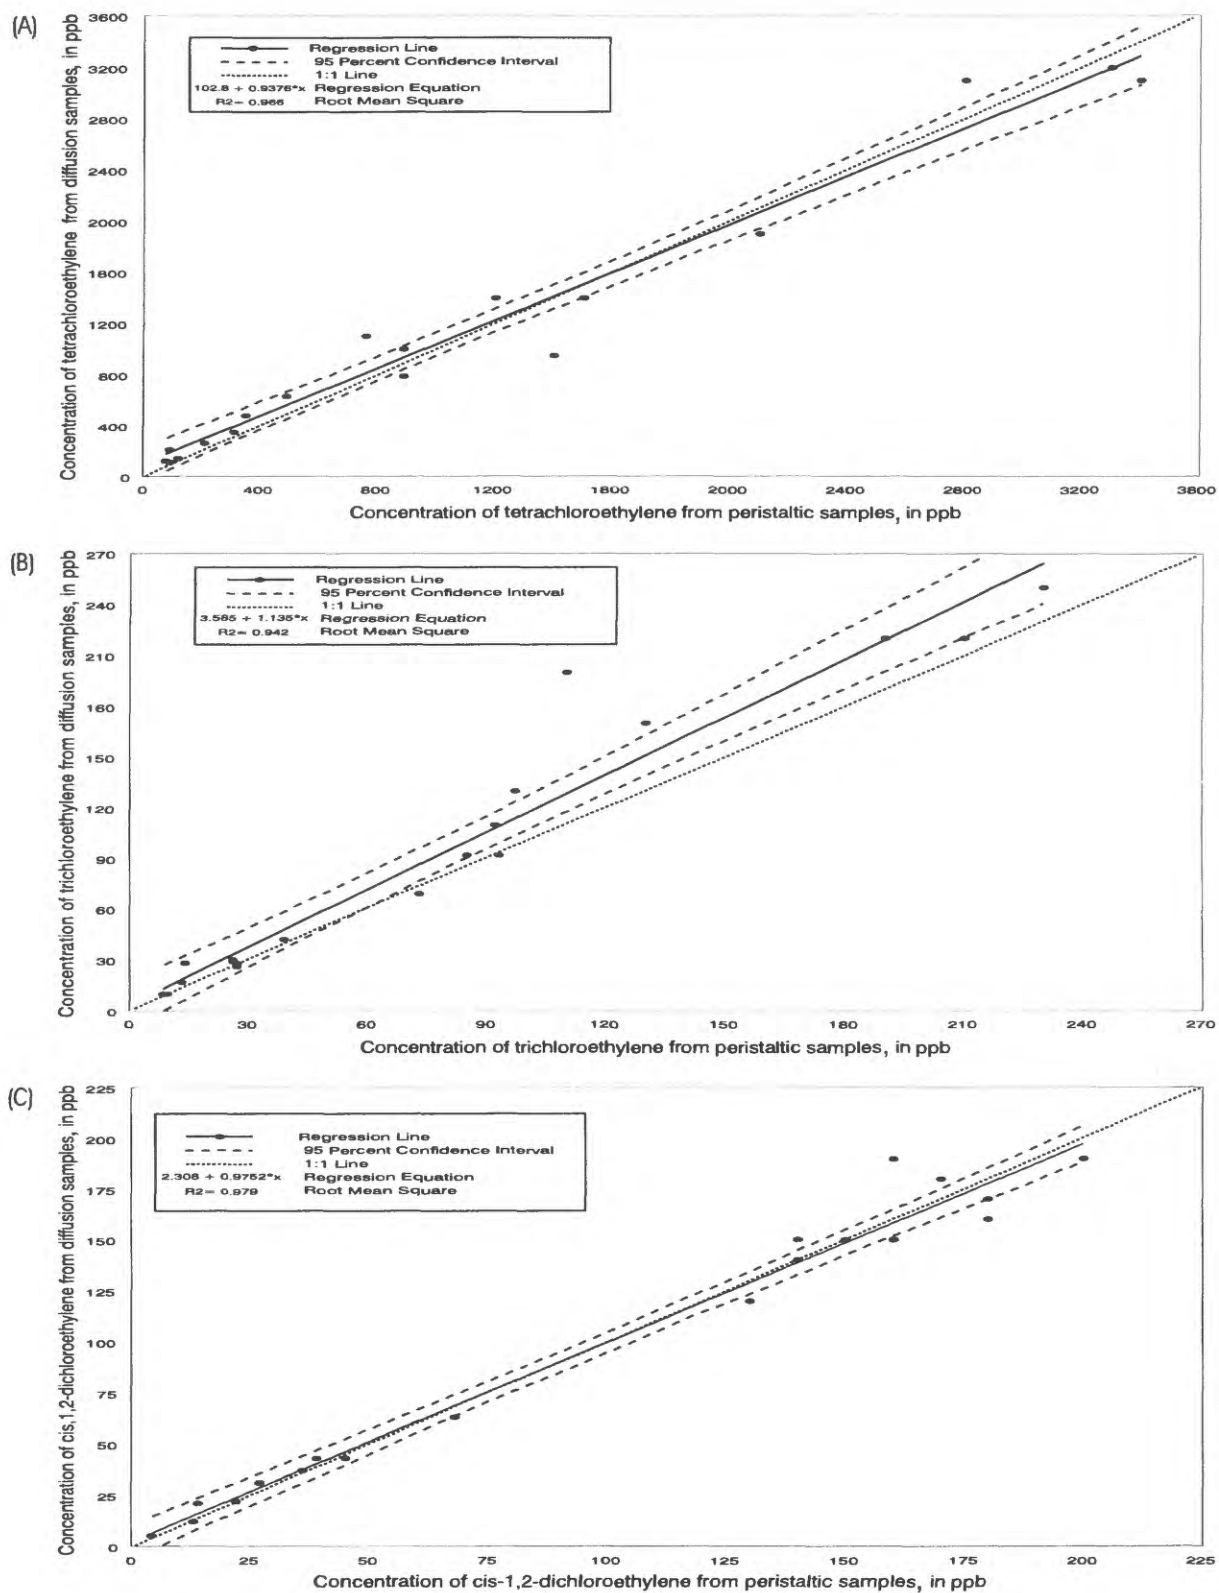 (A)
Concentration of tetrachloroethylene from diffusion samples, in ppb
3600
3200
2800
2400
2000
1800
1200
800
400
0
Regression Line
95 Percent Confidence Interval
1:1 Line
102.8 + 0.9376*x Regression Equation
R2= 0.966 Root Mean Square
0 400 800 1200 1800 2000 2400 2800 3200 3800
Concentration of tetrachloroethylene from peristaltic samples, in ppb
(B)
Concentration of trichloroethylene from diffusion samples, in ppb
270
240
210
180
150
120
90
60
30
0
Regression Line
95 Percent Confidence Interval
1:1 Line
3.585 + 1.135*x Regression Equation
R2= 0.942 Root Mean Square
0 30 60 90 120 150 180 210 240 270
Concentration of trichloroethylene from peristaltic samples, in ppb
(C)
Concentration of cis,1,2-dichloroethylene from diffusion samples, in ppb
225
200
175
150
125
100
75
50
25
0
Regression Line
95 Percent Confidence Interval
1:1 Line
2.308 + 0.9752*x Regression Equation
R2= 0.979 Root Mean Square
0 25 50 75 100 125 150 175 200 225
Concentration of cis-1,2-dichloroethylene from peristaltic samples, in ppb